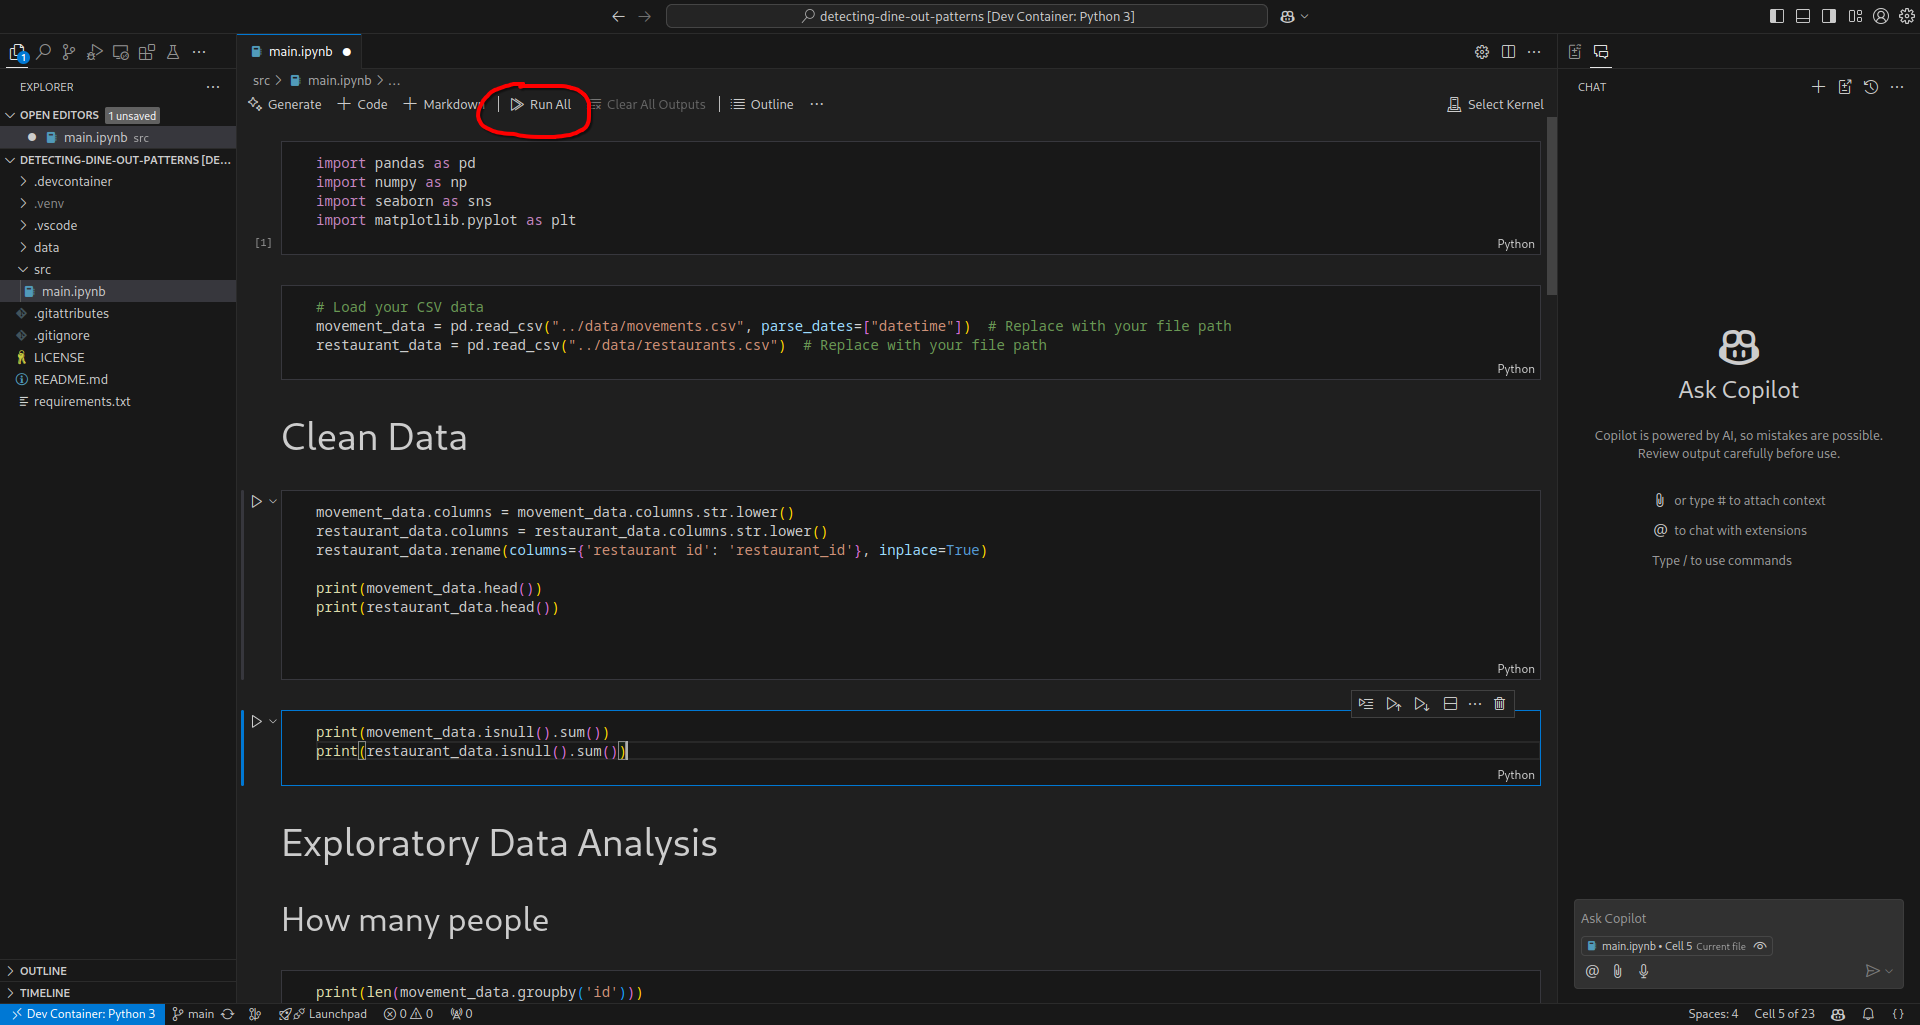 detecting-dine-out-patterns [Dev Container: Python 3]
1
EXPLORER
OPEN EDITORS 1 unsaved
main.ipynb src
DETECTING-DINE-OUT-PATTERNS [DE...
.devcontainer
.venv
.vscode
data
src
main.ipynb
.gitattributes
.gitignore
LICENSE
README.md
requirements.txt
OUTLINE
TIMELINE
main.ipynb
src > main.ipynb > ...
Generate + Code + Markdown Run All Clear All Outputs Outline ...
Select Kernel
import pandas as pd
import numpy as np
import seaborn as sns
import matplotlib.pyplot as plt
[1]
Python
# Load your CSV data
movement_data = pd.read_csv("../data/movements.csv", parse_dates=["datetime"])  # Replace with your file path
restaurant_data = pd.read_csv("../data/restaurants.csv")  # Replace with your file path
Python
Clean Data
movement_data.columns = movement_data.columns.str.lower()
restaurant_data.columns = restaurant_data.columns.str.lower()
restaurant_data.rename(columns={'restaurant id': 'restaurant_id'}, inplace=True)
print(movement_data.head())
print(restaurant_data.head())
Python
print(movement_data.isnull().sum())
print(restaurant_data.isnull().sum())
Python
Exploratory Data Analysis
How many people
print(len(movement_data.groupby('id')))
CHAT
Ask Copilot
Copilot is powered by AI, so mistakes are possible.
Review output carefully before use.
or type # to attach context
@ to chat with extensions
Type / to use commands
Ask Copilot
main.ipynb • Cell 5 Current file
@
Dev Container: Python 3 main Launchpad 0 0 0
Spaces: 4 Cell 5 of 23 {}